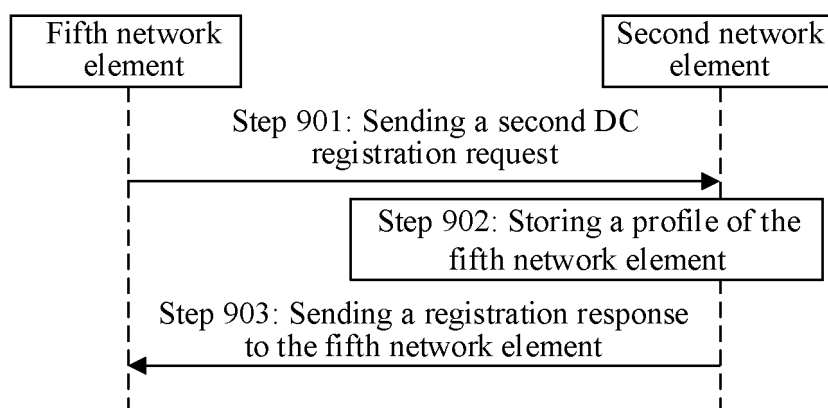 Fifth network
element
Second network
element
Step 901: Sending a second DC
registration request
Step 902: Storing a profile of the
fifth network element
Step 903: Sending a registration response
to the fifth network element